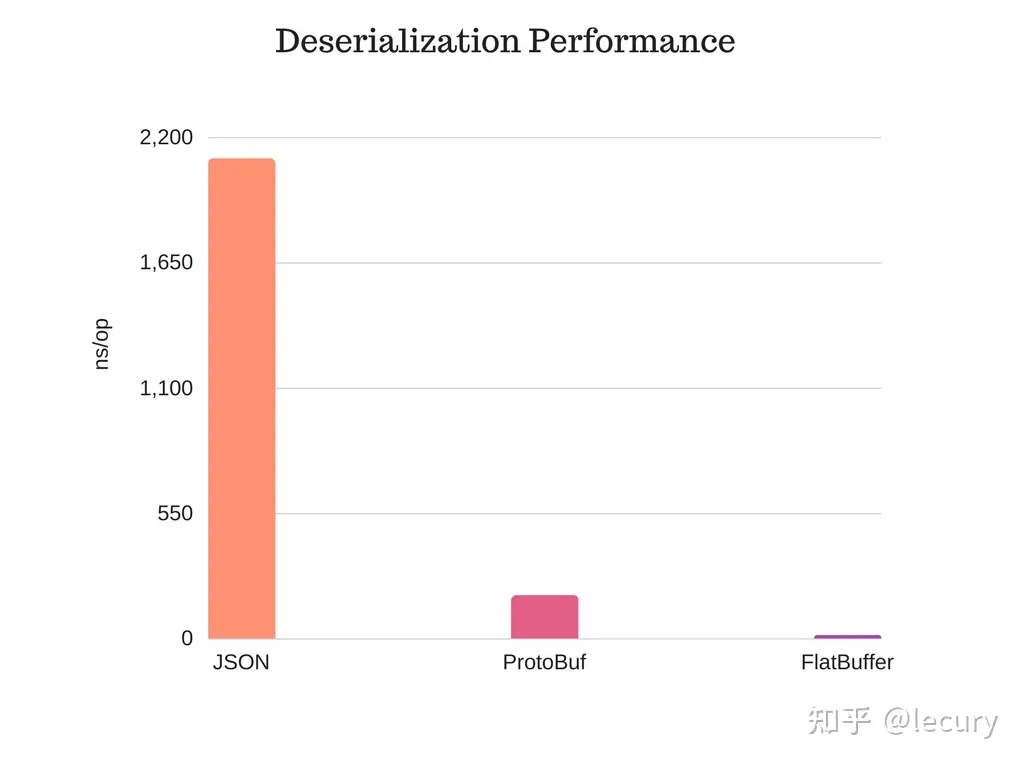 Deserialization Performance
2,200
1,650
ns/op
1,100
550
0
JSON
ProtoBuf
FlatBuffer
知乎 @lecury